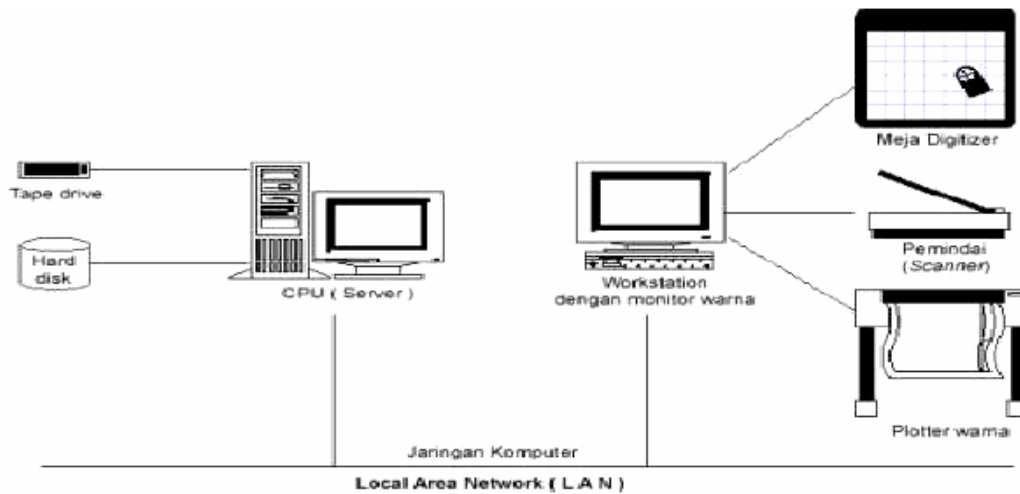 Meja Digitizer
Tape drive
Hard
disk
CPU ( Server )
Workstation
dengan monitor warna
Pemindai
(Scanner)
Plotter warna
Jaringan Komputer
Local Area Network ( L A N )